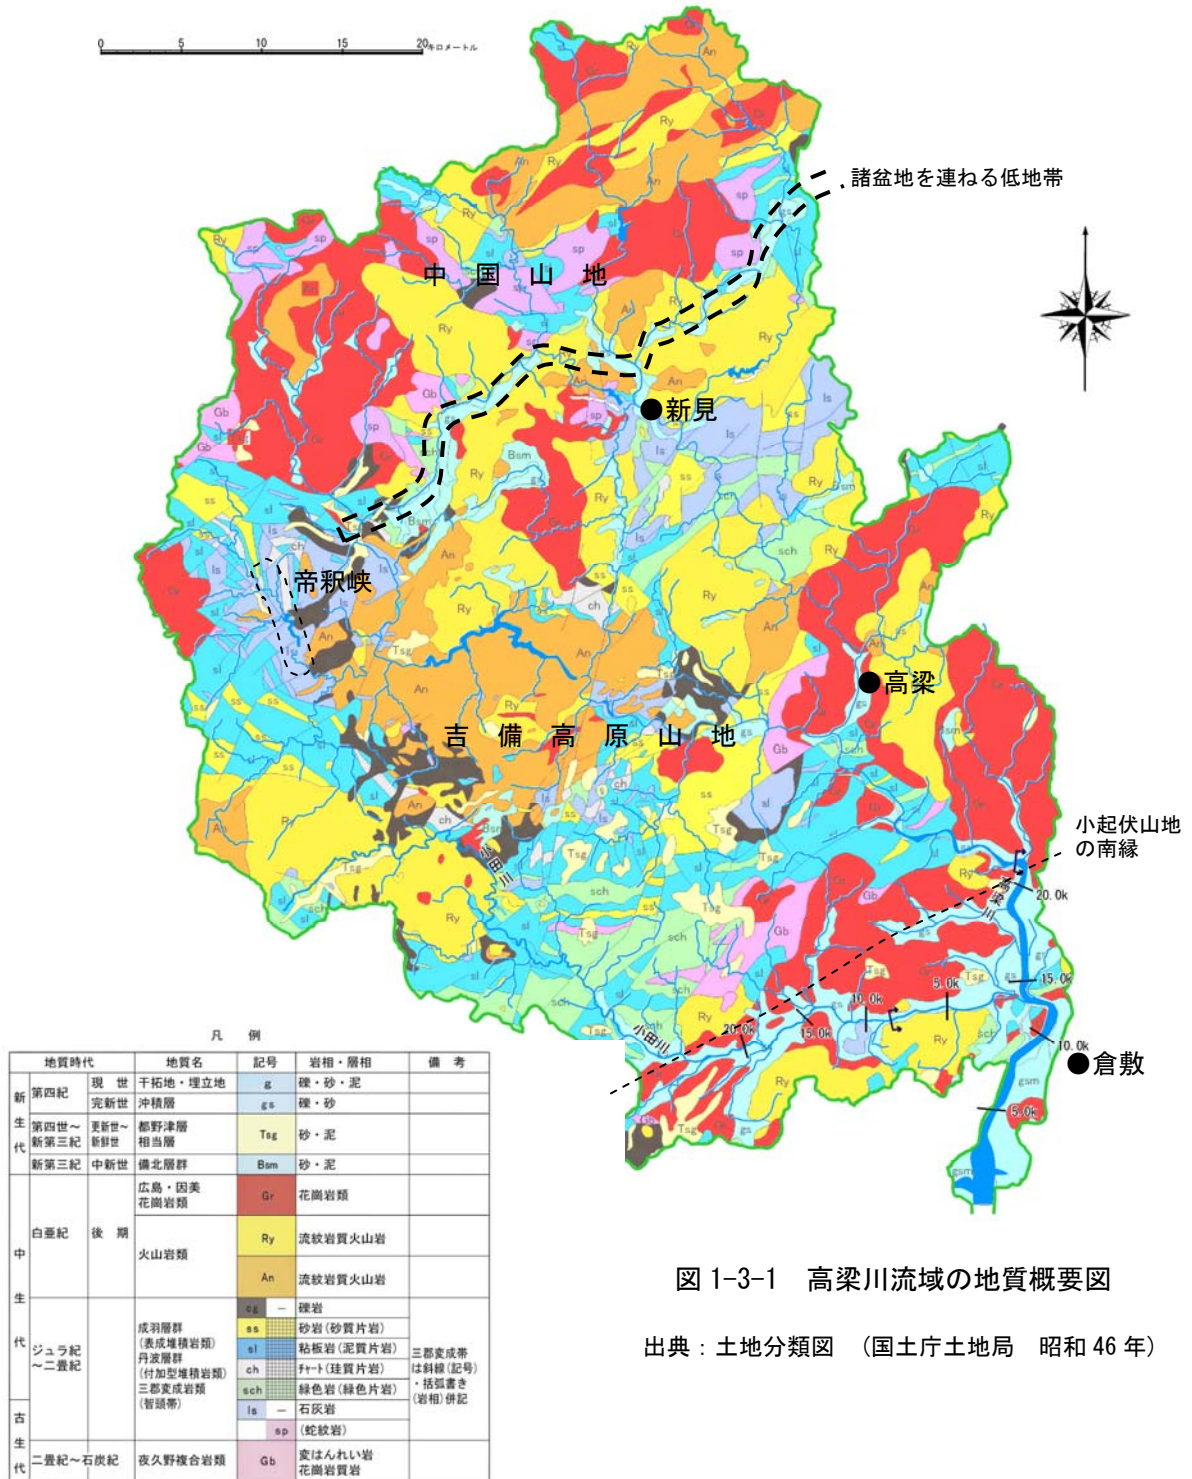 0 5 10 15 20キロメートル
諸盆地を連ねる低地帯
中国山地
新見
帝釈峡
高梁
吉備高原山地
小起伏山地
の南縁
小田川
20.0k
15.0k
10.0k
5.0k
小田川
20.0k
15.0k
10.0k
5.0k
倉敷
凡 例
地質時代 地質名 記号 岩相・層相 備考
新生代 第四紀 現世 干拓地・埋立地 g 礫・砂・泥
完新世 沖積層 gs 礫・砂
第四世～新第三紀 更新世～新鮮世 都野津層相当層 Tsg 砂・泥
新第三紀 中新世 備北層群 Bsm 砂・泥
中生代 白亜紀 後期 広島・因美花崗岩類 Gr 花崗岩類
火山岩類 Ry 流紋岩質火山岩
An 流紋岩質火山岩
ジュラ紀～二畳紀 成羽層群(表成堆積岩類)丹波層群(付加型堆積岩類)三郡変成岩類(智頭帯) cg － 礫岩
ss 砂岩(砂質片岩)
sl 粘板岩(泥質片岩)
ch ﾁｬｰﾄ(珪質片岩)
sch 緑色岩(緑色片岩)
三郡変成帯は斜線(記号)・括弧書き(岩相)併記
古生代 ls － 石灰岩
sp (蛇紋岩)
二畳紀～石炭紀 夜久野複合岩類 Gb 変はんれい岩花崗岩質岩
図 1-3-1 高梁川流域の地質概要図
出典：土地分類図 （国土庁土地局 昭和 46 年）